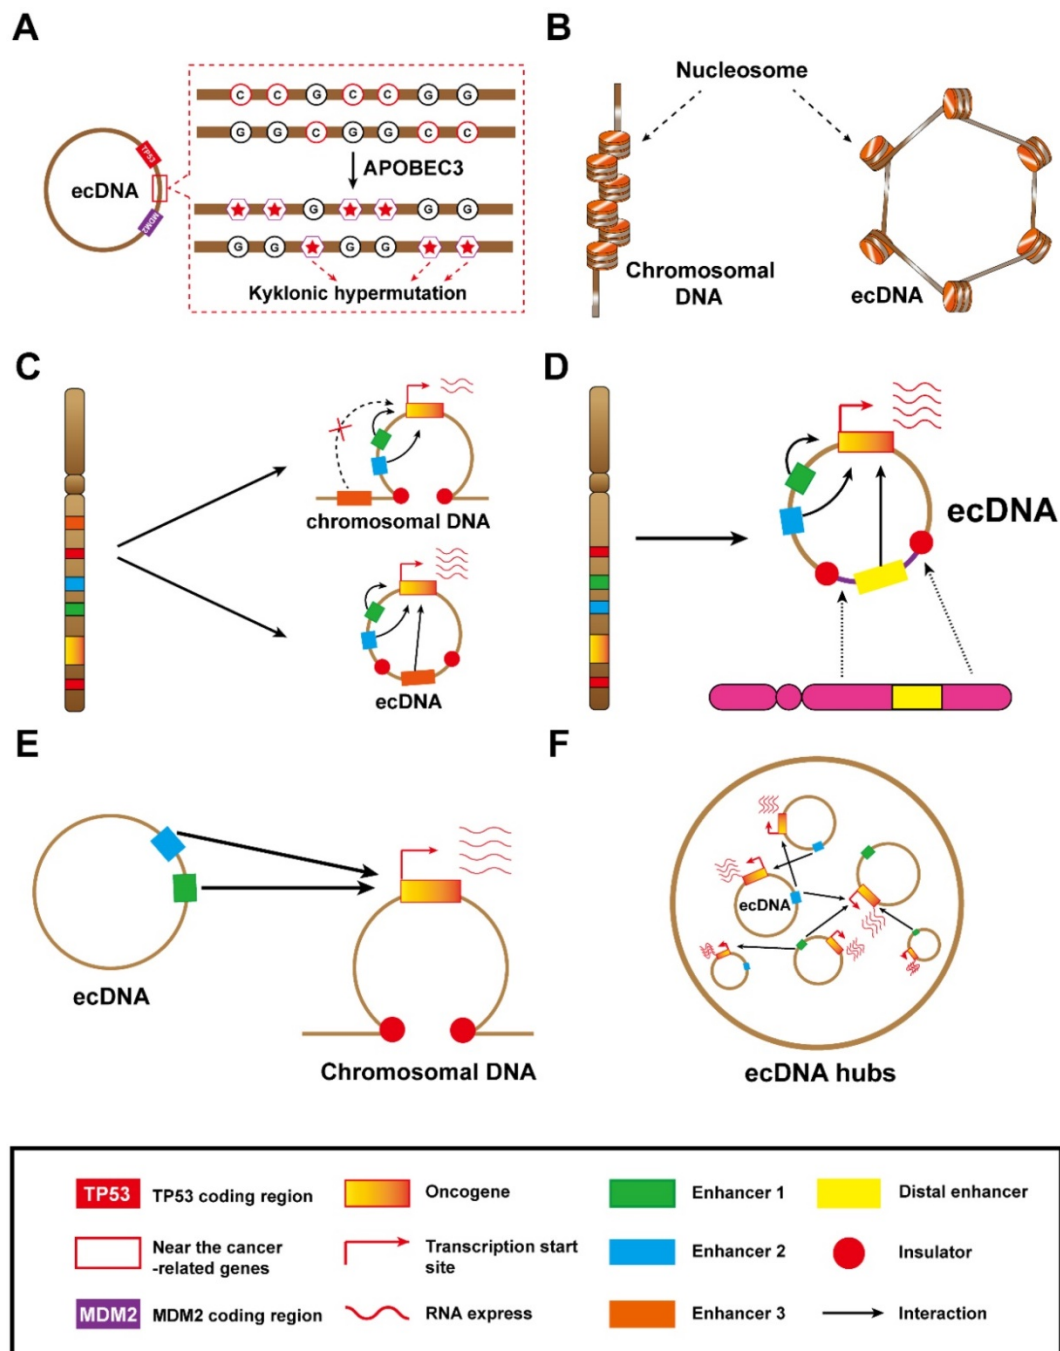 A
C C G C C G G
G G C G G C C
TP53
ecDNA
MDM2
APOBEC3
G G G
G G G G
Kyklonic hypermutation
B
Nucleosome
Chromosomal
DNA
ecDNA
C
chromosomal DNA
ecDNA
D
ecDNA
E
ecDNA
Chromosomal DNA
F
ecDNA
ecDNA hubs
TP53 TP53 coding region
Near the cancer
-related genes
MDM2 MDM2 coding region
Oncogene
Transcription start
site
RNA express
Enhancer 1
Enhancer 2
Enhancer 3
Distal enhancer
Insulator
Interaction